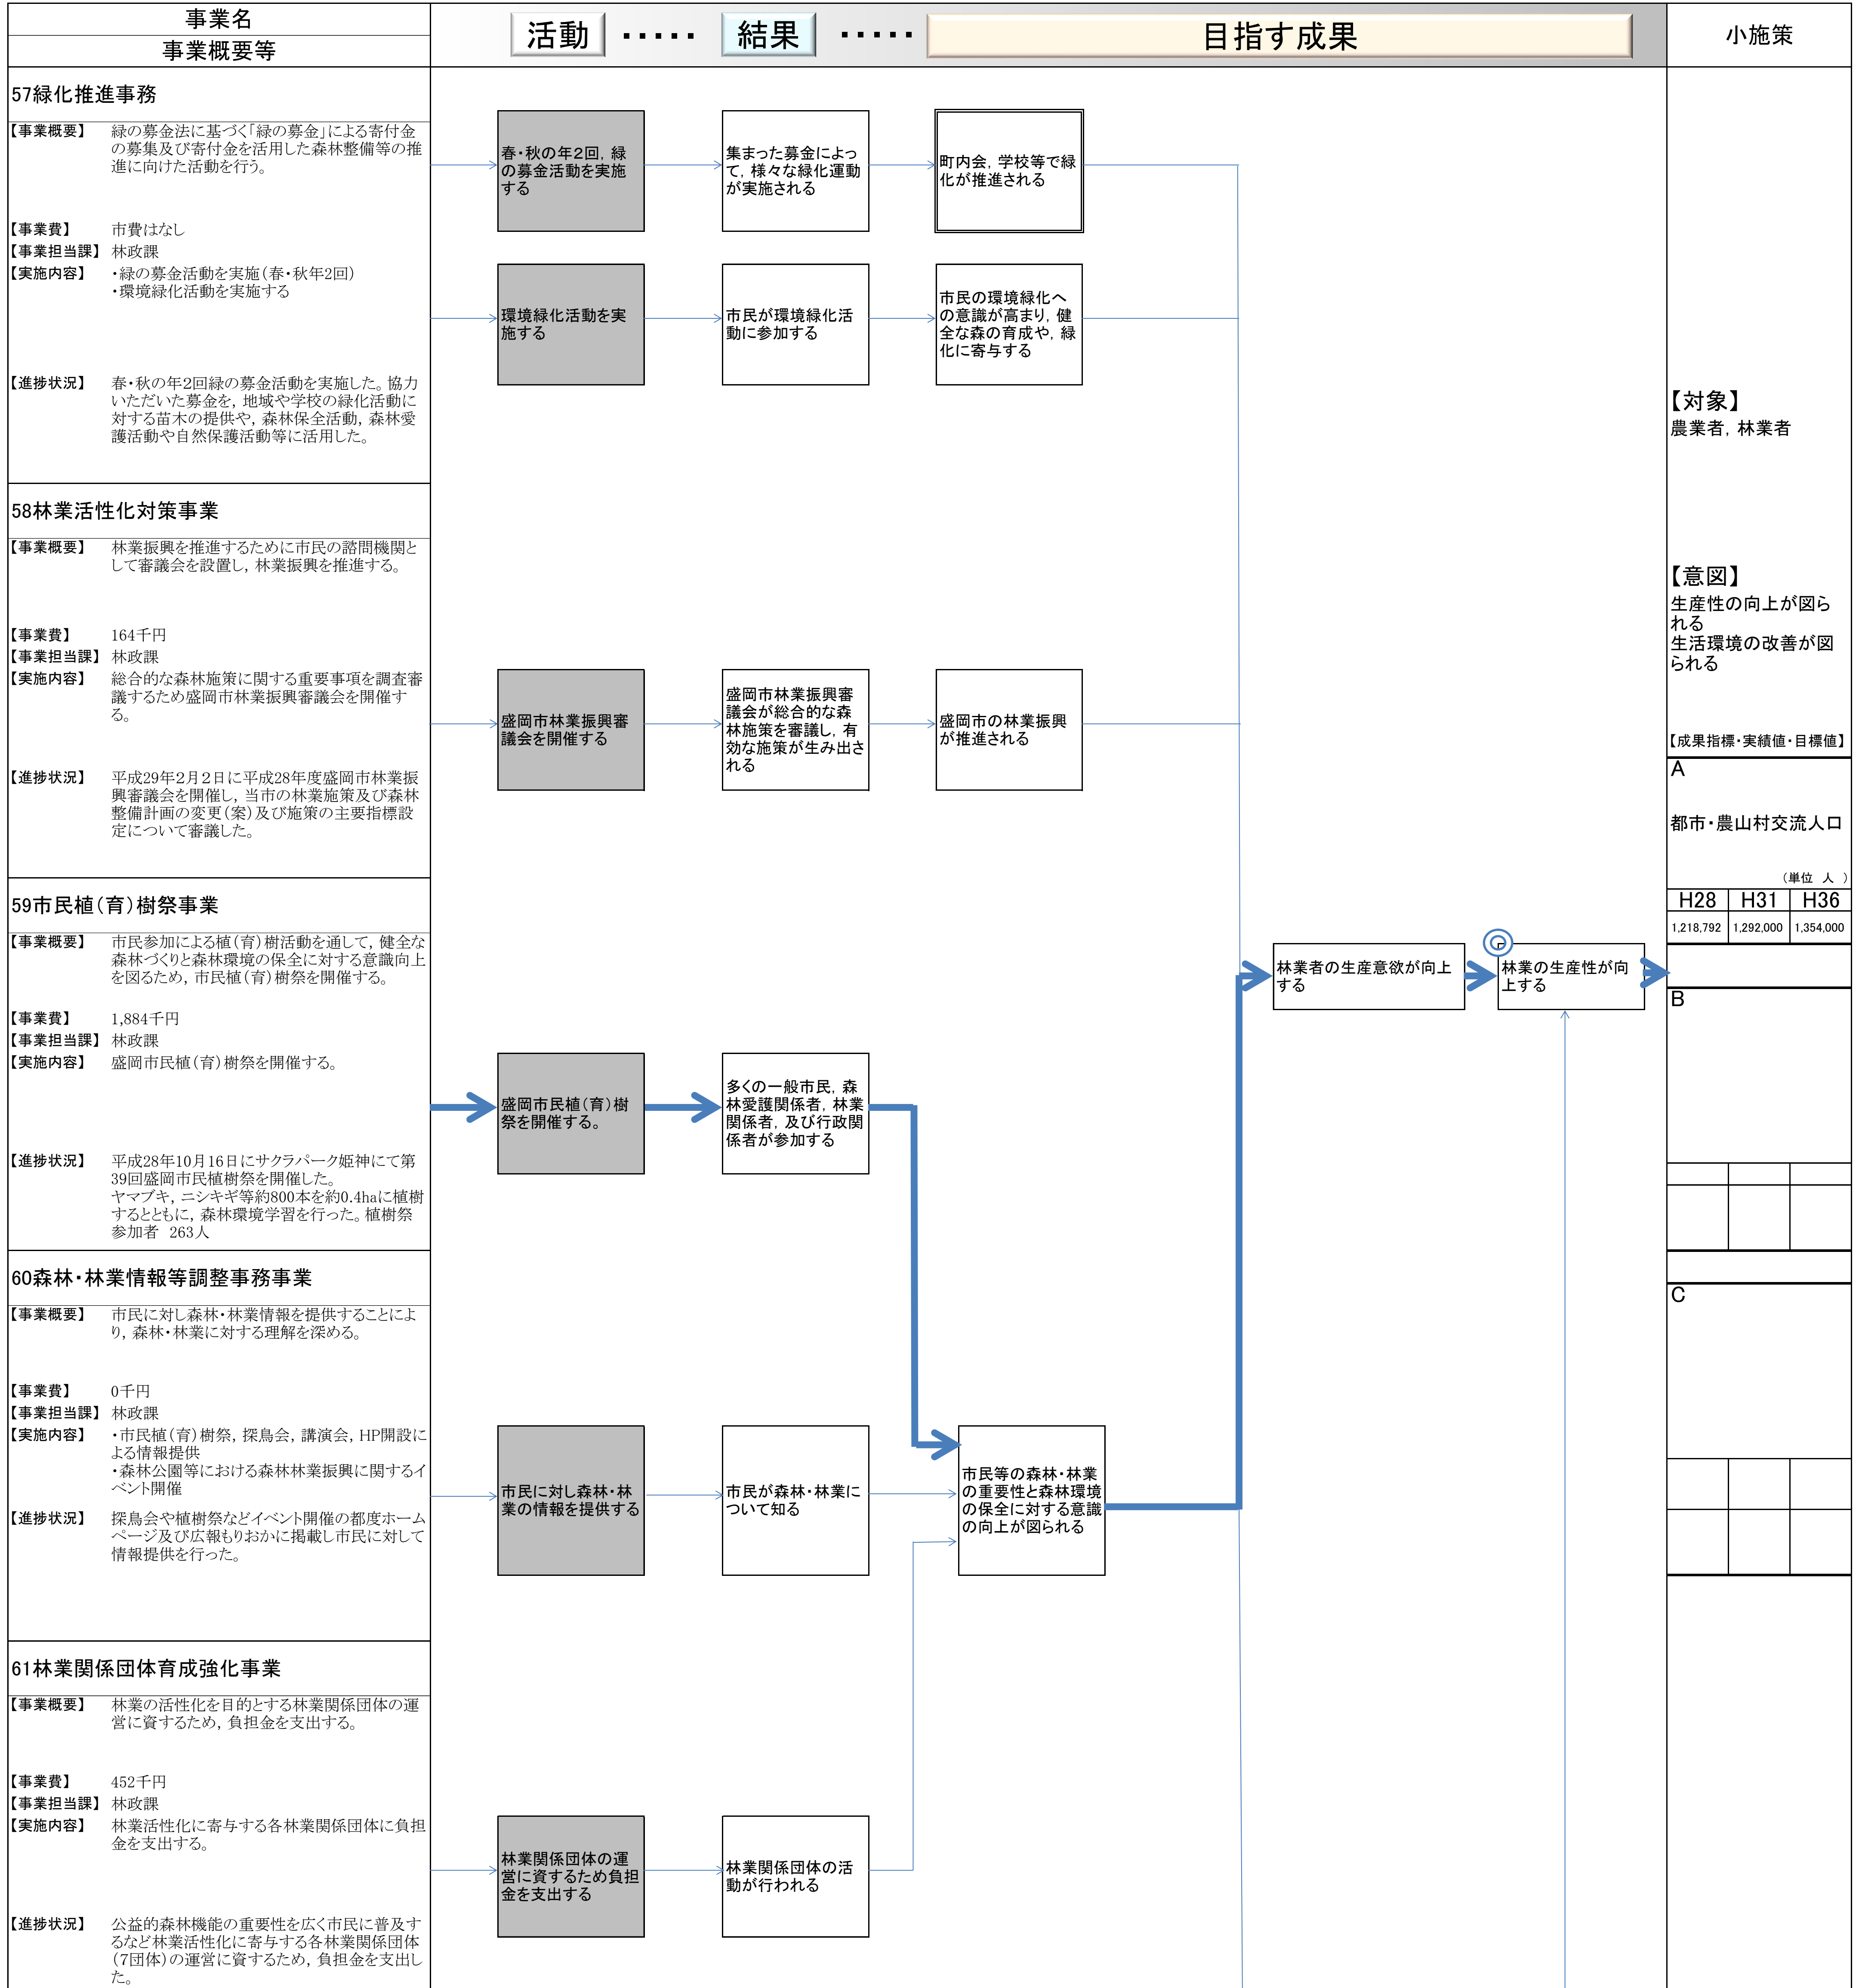 事業名
事業概要等
活動
・・・・・
結果
・・・・・
目指す成果
小施策
57緑化推進事務
【事業概要】
緑の募金法に基づく「緑の募金」による寄付金
の募集及び寄付金を活用した森林整備等の推
進に向けた活動を行う。
【事業費】
市費はなし
【事業担当課】
林政課
【実施内容】
・緑の募金活動を実施（春・秋年2回）
・環境緑化活動を実施する
【進捗状況】
春・秋の年２回緑の募金活動を実施した。協力
いただいた募金を，地域や学校の緑化活動に
対する苗木の提供や，森林保全活動，森林愛
護活動や自然保護活動等に活用した。
春・秋の年２回，緑
の募金活動を実施
する
集まった募金によっ
て，様々な緑化運動
が実施される
町内会，学校等で緑
化が推進される
環境緑化活動を実
施する
市民が環境緑化活
動に参加する
市民の環境緑化へ
の意識が高まり，健
全な森の育成や，緑
化に寄与する
58林業活性化対策事業
【事業概要】
林業振興を推進するために市民の諮問機関と
して審議会を設置し，林業振興を推進する。
【事業費】
164千円
【事業担当課】
林政課
【実施内容】
総合的な森林施策に関する重要事項を調査審
議するため盛岡市林業振興審議会を開催す
る。
【進捗状況】
平成29年２月２日に平成28年度盛岡市林業振
興審議会を開催し，当市の林業施策及び森林
整備計画の変更（案）及び施策の主要指標設
定について審議した。
盛岡市林業振興審
議会を開催する
盛岡市林業振興審
議会が総合的な森
林施策を審議し，有
効な施策が生み出さ
れる
盛岡市の林業振興
が推進される
59市民植（育）樹祭事業
【事業概要】
市民参加による植（育）樹活動を通して，健全な
森林づくりと森林環境の保全に対する意識向上
を図るため，市民植（育）樹祭を開催する。
【事業費】
1,884千円
【事業担当課】
林政課
【実施内容】
盛岡市民植（育）樹祭を開催する。
【進捗状況】
平成28年10月16日にサクラパーク姫神にて第
39回盛岡市民植樹祭を開催した。
ヤマブキ，ニシキギ等約800本を約0.4haに植樹
するとともに，森林環境学習を行った。植樹祭
参加者　263人
盛岡市民植（育）樹
祭を開催する。
多くの一般市民，森
林愛護関係者，林業
関係者，及び行政関
係者が参加する
林業者の生産意欲が向上
する
林業の生産性が向
上する
60森林・林業情報等調整事務事業
【事業概要】
市民に対し森林・林業情報を提供することによ
り，森林・林業に対する理解を深める。
【事業費】
0千円
【事業担当課】
林政課
【実施内容】
・市民植（育）樹祭，探鳥会，講演会，HP開設に
よる情報提供
・森林公園等における森林林業振興に関するイ
ベント開催
【進捗状況】
探鳥会や植樹祭などイベント開催の都度ホーム
ページ及び広報もりおかに掲載し市民に対して
情報提供を行った。
市民に対し森林・林
業の情報を提供する
市民が森林・林業に
ついて知る
市民等の森林・林業
の重要性と森林環境
の保全に対する意識
の向上が図られる
61林業関係団体育成強化事業
【事業概要】
林業の活性化を目的とする林業関係団体の運
営に資するため，負担金を支出する。
【事業費】
452千円
【事業担当課】
林政課
【実施内容】
林業活性化に寄与する各林業関係団体に負担
金を支出する。
【進捗状況】
公益的森林機能の重要性を広く市民に普及す
るなど林業活性化に寄与する各林業関係団体
（７団体）の運営に資するため，負担金を支出し
た。
林業関係団体の運
営に資するため負担
金を支出する
林業関係団体の活
動が行われる
【対象】
農業者，林業者
【意図】
生産性の向上が図ら
れる
生活環境の改善が図
られる
【成果指標・実績値・目標値】
A
都市・農山村交流人口
（単位　人　）
H28 H31 H36
1,218,792 1,292,000 1,354,000
B
C